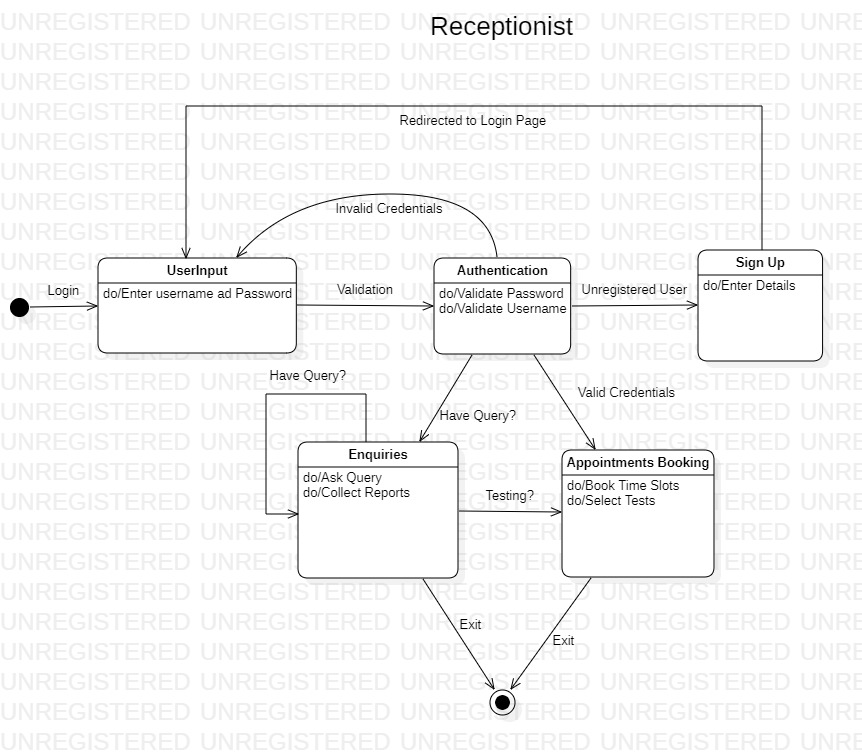 Receptionist
Redirected to Login Page
Invalid Credentials
Login
UserInput
do/Enter username ad Password
Validation
Authentication
do/Validate Password
do/Validate Username
Unregistered User
Sign Up
do/Enter Details
Have Query?
Have Query?
Valid Credentials
Enquiries
do/Ask Query
do/Collect Reports
Testing?
Appointments Booking
do/Book Time Slots
do/Select Tests
Exit
Exit
UNREGISTERED UNREGISTERED UNREGISTERED UNREGISTERED